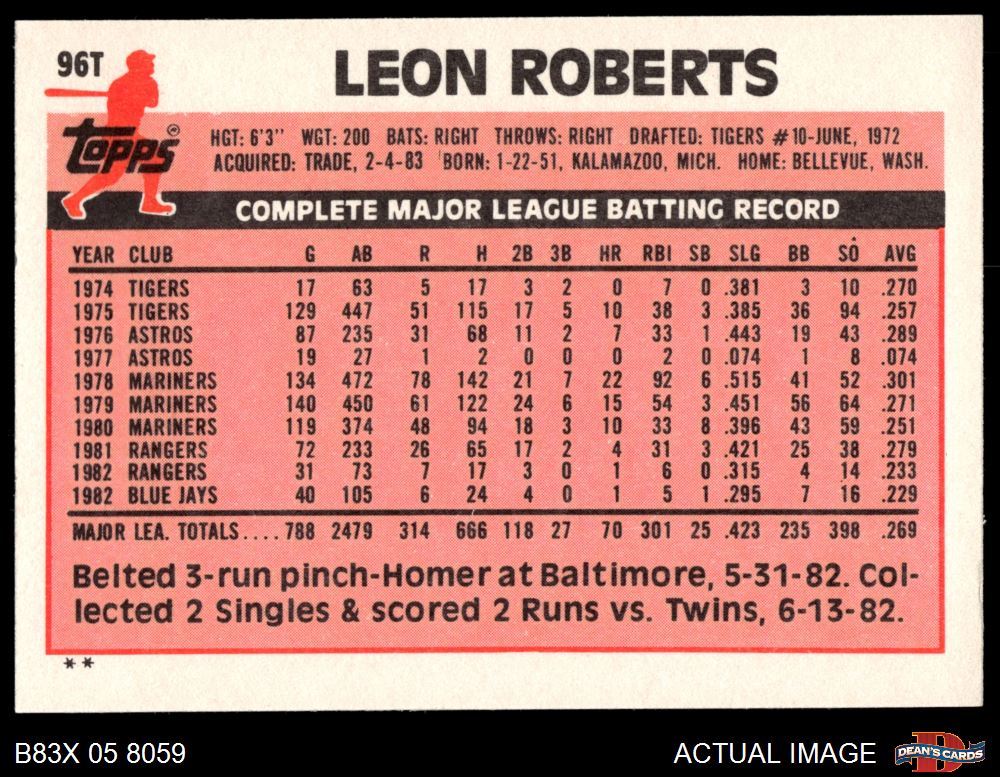 96T
LEON ROBERTS
Topps®
HGT: 6'3" WGT: 200 BATS: RIGHT THROWS: RIGHT DRAFTED: TIGERS #10-JUNE, 1972
ACQUIRED: TRADE, 2-4-83 BORN: 1-22-51, KALAMAZOO, MICH. HOME: BELLEVUE, WASH.
COMPLETE MAJOR LEAGUE BATTING RECORD
YEAR CLUB G AB R H 2B 3B HR RBI SB SLG BB SO AVG
1974 TIGERS 17 63 5 17 3 2 0 7 0 .381 3 10 .270
1975 TIGERS 129 447 51 115 17 5 10 38 3 .385 36 94 .257
1976 ASTROS 87 235 31 68 11 2 7 33 1 .443 19 43 .289
1977 ASTROS 19 27 1 2 0 0 0 2 0 .074 1 8 .074
1978 MARINERS 134 472 78 142 21 7 22 92 6 .515 41 52 .301
1979 MARINERS 140 450 61 122 24 6 15 54 3 .451 56 64 .271
1980 MARINERS 119 374 48 94 18 3 10 33 8 .396 43 59 .251
1981 RANGERS 72 233 26 65 17 2 4 31 3 .421 25 38 .279
1982 RANGERS 31 73 7 17 3 0 1 6 0 .315 4 14 .233
1982 BLUE JAYS 40 105 6 24 4 0 1 5 1 .295 7 16 .229
MAJOR LEA. TOTALS.... 788 2479 314 666 118 27 70 301 25 .423 235 398 .269
Belted 3-run pinch-Homer at Baltimore, 5-31-82. Col-
lected 2 Singles & scored 2 Runs vs. Twins, 6-13-82.
**
B83X 05 8059
ACTUAL IMAGE
DEAN'S CARDS